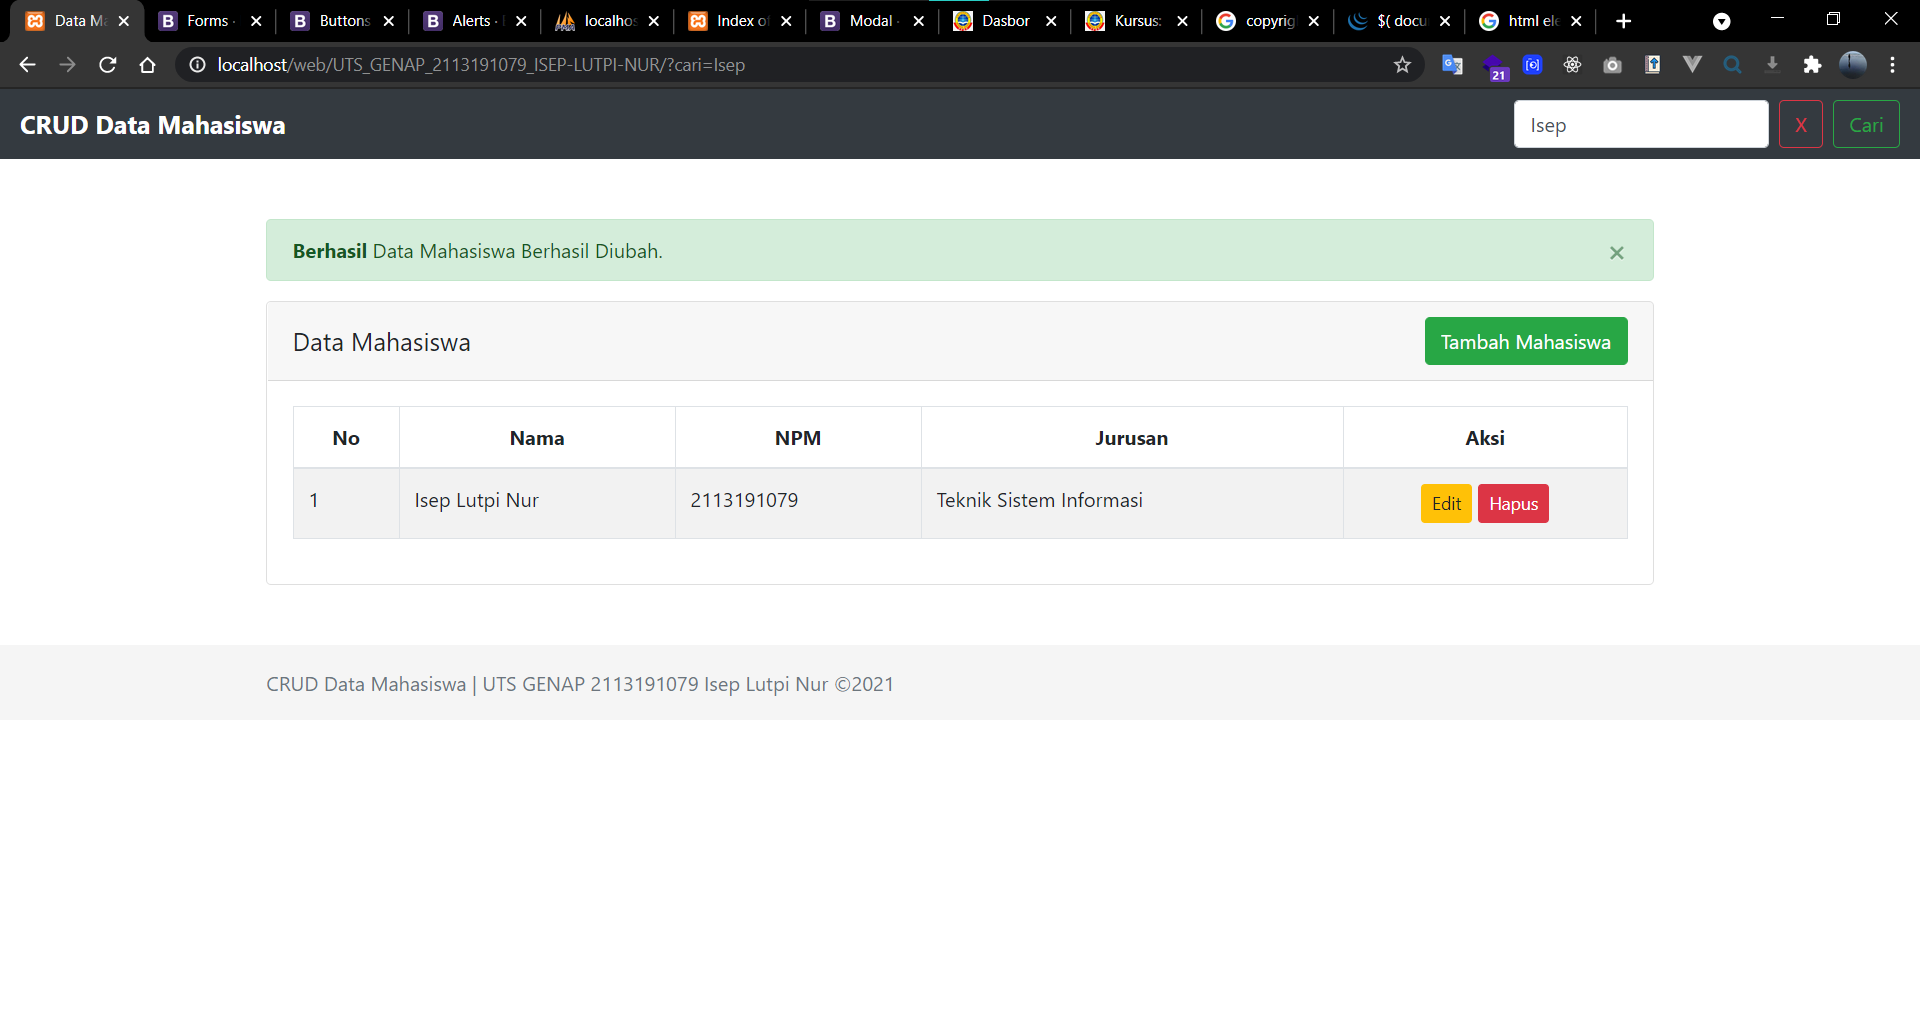 Data Ma
Forms ·
Buttons
Alerts ·
localhos
Index of
Modal ·
Dasbor
Kursus:
copyrig
$( docu
html ele
localhost/web/UTS_GENAP_2113191079_ISEP-LUTPI-NUR/?cari=Isep
21
CRUD Data Mahasiswa
Isep
X
Cari
Berhasil Data Mahasiswa Berhasil Diubah.
×
Data Mahasiswa
Tambah Mahasiswa
No Nama NPM Jurusan Aksi
1 Isep Lutpi Nur 2113191079 Teknik Sistem Informasi Edit Hapus
CRUD Data Mahasiswa | UTS GENAP 2113191079 Isep Lutpi Nur ©2021